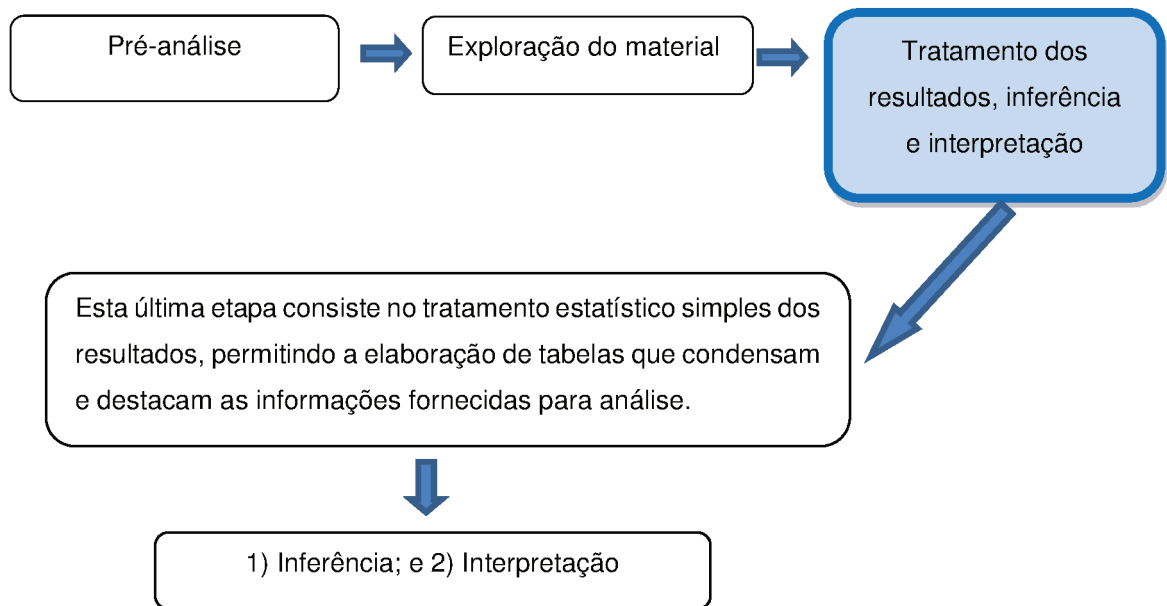 Pré-análise
Exploração do material
Tratamento dos
resultados, inferência
e interpretação
Esta última etapa consiste no tratamento estatístico simples dos
resultados, permitindo a elaboração de tabelas que condensam
e destacam as informações fornecidas para análise.
1) Inferência; e 2) Interpretação